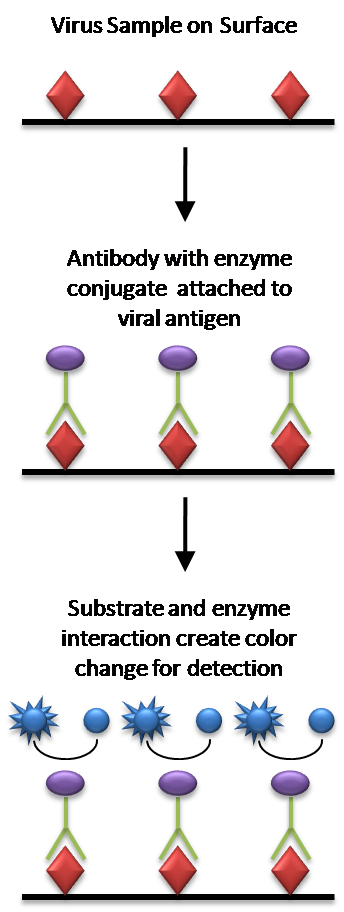 Virus Sample on Surface
Antibody with enzyme
conjugate attached to
viral antigen
Substrate and enzyme
interaction create color
change for detection